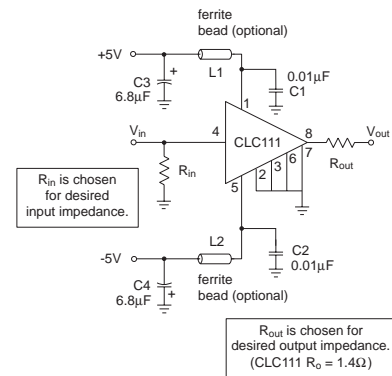 ferrite
bead (optional)
+5V
L1
C3
+
6.8µF
0.01µF
C1
1
Vin
4
CLC111
8
Vout
Rin
Rout
2
3
6
7
5
Rin is chosen
for desired
input impedance.
L2
-5V
C2
0.01µF
C4
+
6.8µF
ferrite
bead (optional)
Rout is chosen for
desired output impedance.
(CLC111 Ro = 1.4Ω)